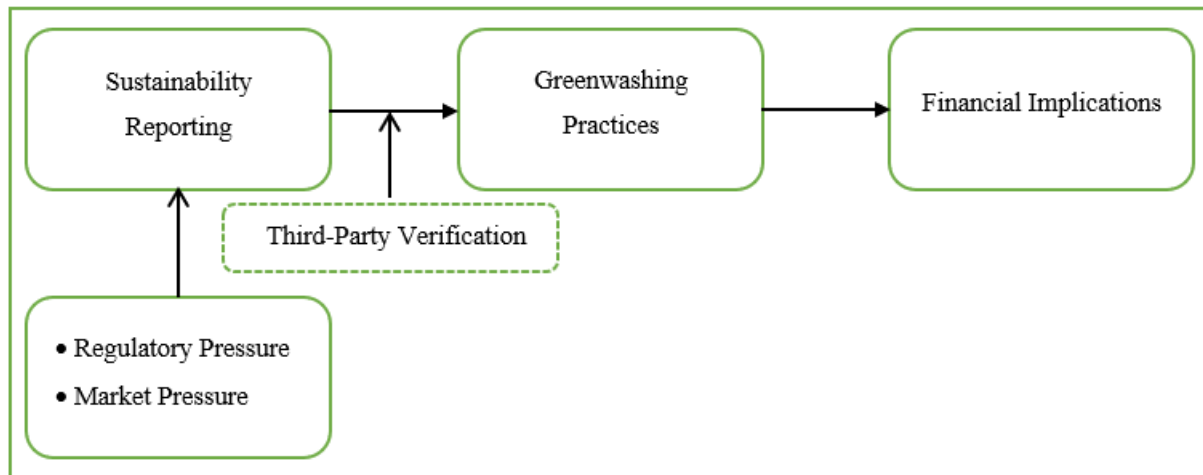 Sustainability
Reporting
Greenwashing
Practices
Financial Implications
Third-Party Verification
• Regulatory Pressure
• Market Pressure